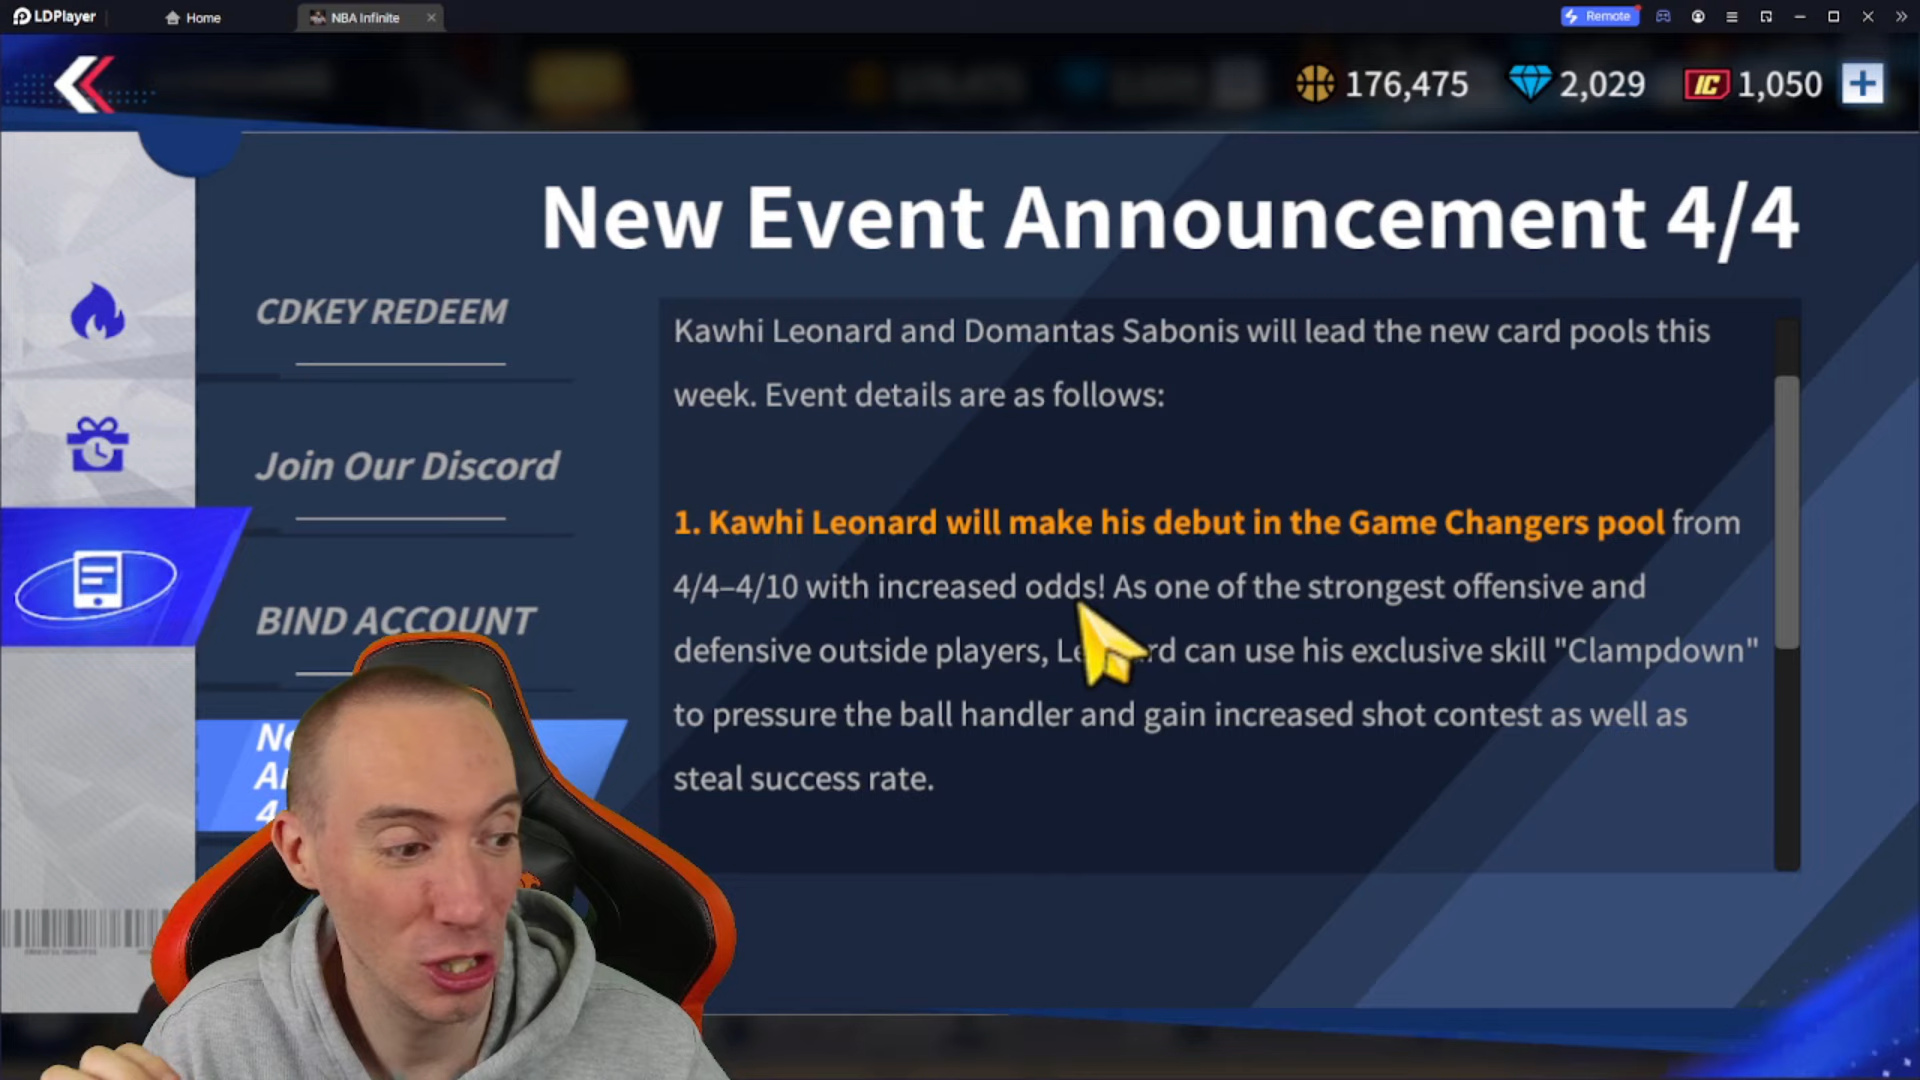 LDPlayer
Home
NBA Infinite
Remote
176,475
2,029
IC
1,050
New Event Announcement 4/4
CDKEY REDEEM
Join Our Discord
BIND ACCOUNT
Kawhi Leonard and Domantas Sabonis will lead the new card pools this
week. Event details are as follows:
1. Kawhi Leonard will make his debut in the Game Changers pool from
4/4–4/10 with increased odds! As one of the strongest offensive and
defensive outside players, Leonard can use his exclusive skill "Clampdown"
to pressure the ball handler and gain increased shot contest as well as
steal success rate.